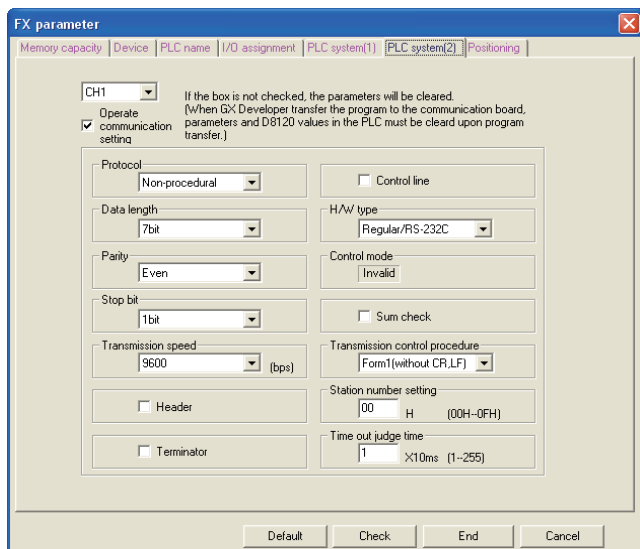 FX parameter
Memory capacity Device PLC name I/O assignment PLC system(1) PLC system(2) Positioning
CH1
If the box is not checked, the parameters will be cleared.
(When GX Developer transfer the program to the communication board,
parameters and D8120 values in the PLC must be cleard upon program
transfer.)
Operate
communication
setting
Protocol
Non-procedural
Control line
Data length
7bit
H/W type
Regular/RS-232C
Parity
Even
Control mode
Invalid
Stop bit
1bit
Sum check
Transmission speed
9600 (bps)
Transmission control procedure
Form1(without CR,LF)
Header
Station number setting
00 H (00H--0FH)
Terminator
Time out judge time
1 X10ms (1--255)
Default Check End Cancel